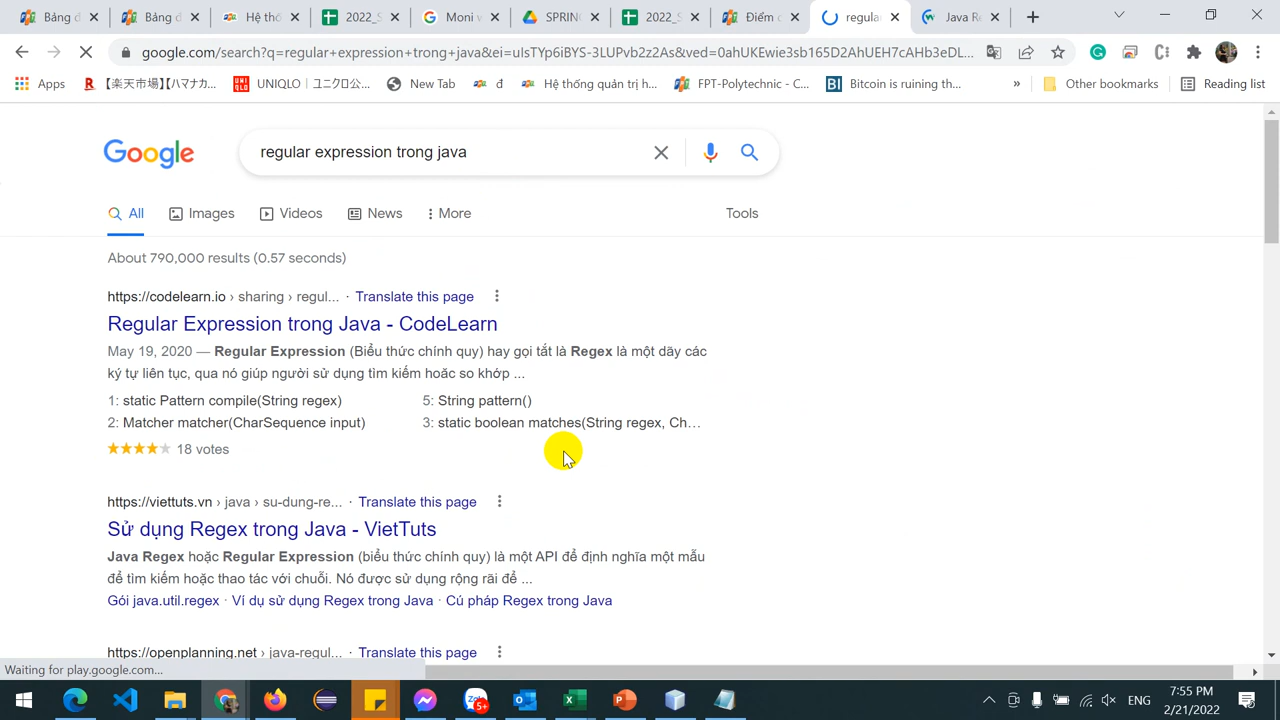 Bảng đ
Bảng đ
Hệ thố
2022_S
Moni w
SPRIN
2022_S
Điểm c
regula
Java R
google.com/search?q=regular+expression+trong+java&ei=uIsTYp6iBYS-3LUPvbz2z2As&ved=0ahUKEwie3sb165D2AhUEH7cAHb3eDL...
Apps
【楽天市場】【ハマナカ...
UNIQLO｜ユニクロ公...
New Tab
đ
Hệ thống quản trị h...
FPT-Polytechnic - C...
BI Bitcoin is ruining th...
»
Other bookmarks
Reading list
Google
regular expression trong java
All
Images
Videos
News
More
Tools
About 790,000 results (0.57 seconds)
https://codelearn.io › sharing › regul... · Translate this page
Regular Expression trong Java - CodeLearn
May 19, 2020 — Regular Expression (Biểu thức chính quy) hay gọi tắt là Regex là một dãy các
ký tự liên tục, qua nó giúp người sử dụng tìm kiếm hoăc so khớp ...
1: static Pattern compile(String regex)
5: String pattern()
2: Matcher matcher(CharSequence input)
3: static boolean matches(String regex, Ch...
18 votes
https://viettuts.vn › java › su-dung-re... · Translate this page
Sử dụng Regex trong Java - VietTuts
Java Regex hoặc Regular Expression (biểu thức chính quy) là một API để định nghĩa một mẫu
để tìm kiếm hoặc thao tác với chuỗi. Nó được sử dụng rộng rãi để ...
Gói java.util.regex · Ví dụ sử dụng Regex trong Java · Cú pháp Regex trong Java
https://openplanning.net › java-regul... · Translate this page
Waiting for play.google.com...
5+
ENG
7:55 PM
2/21/2022